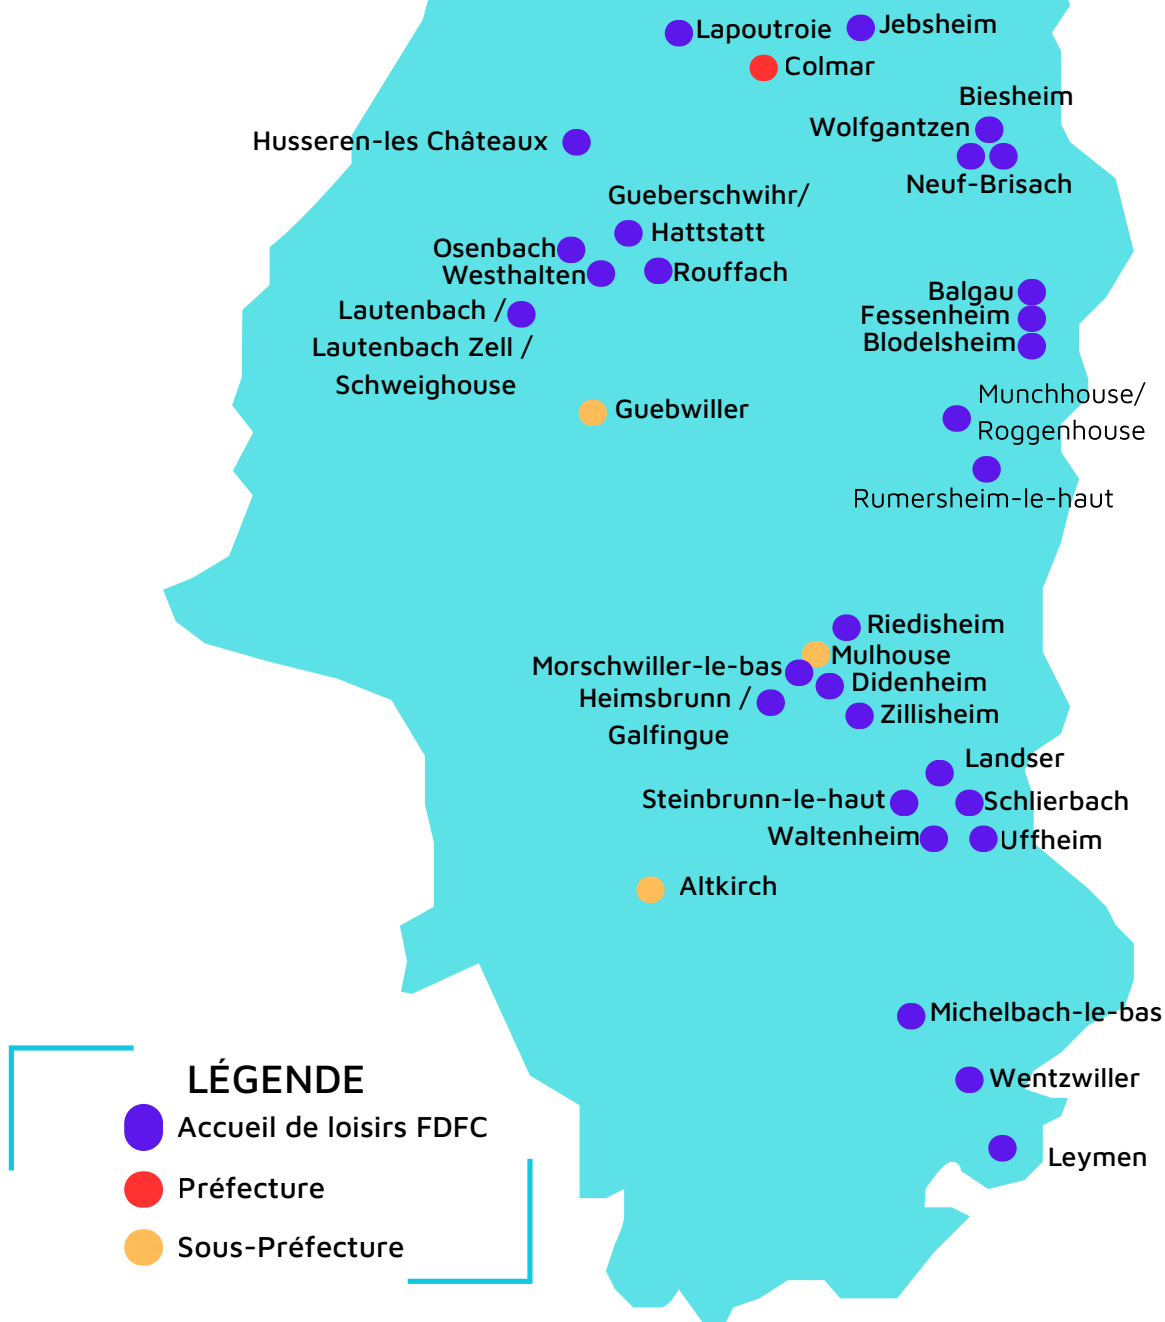 Lapoutroie
Jebsheim
Colmar
Biesheim
Wolfgantzen
Husseren-les Châteaux
Neuf-Brisach
Gueberschwihr/
Hattstatt
Osenbach
Westhalten
Rouffach
Balgau
Lautenbach /
Fessenheim
Blodelsheim
Lautenbach Zell /
Schweighouse
Munchhouse/
Roggenhouse
Guebwiller
Rumersheim-le-haut
Riedisheim
Mulhouse
Morschwiller-le-bas
Didenheim
Heimsbrunn /
Galfingue
Zillisheim
Landser
Steinbrunn-le-haut
Schlierbach
Waltenheim
Uffheim
Altkirch
Michelbach-le-bas
Wentzwiller
Leymen
LÉGENDE
Accueil de loisirs FDFC
Préfecture
Sous-Préfecture